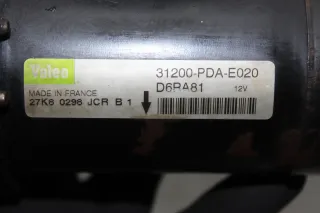 Valeo
31200-PDA-E020
D6RA81 12V
MADE IN FRANCE
27K6 0296 JCR B 1